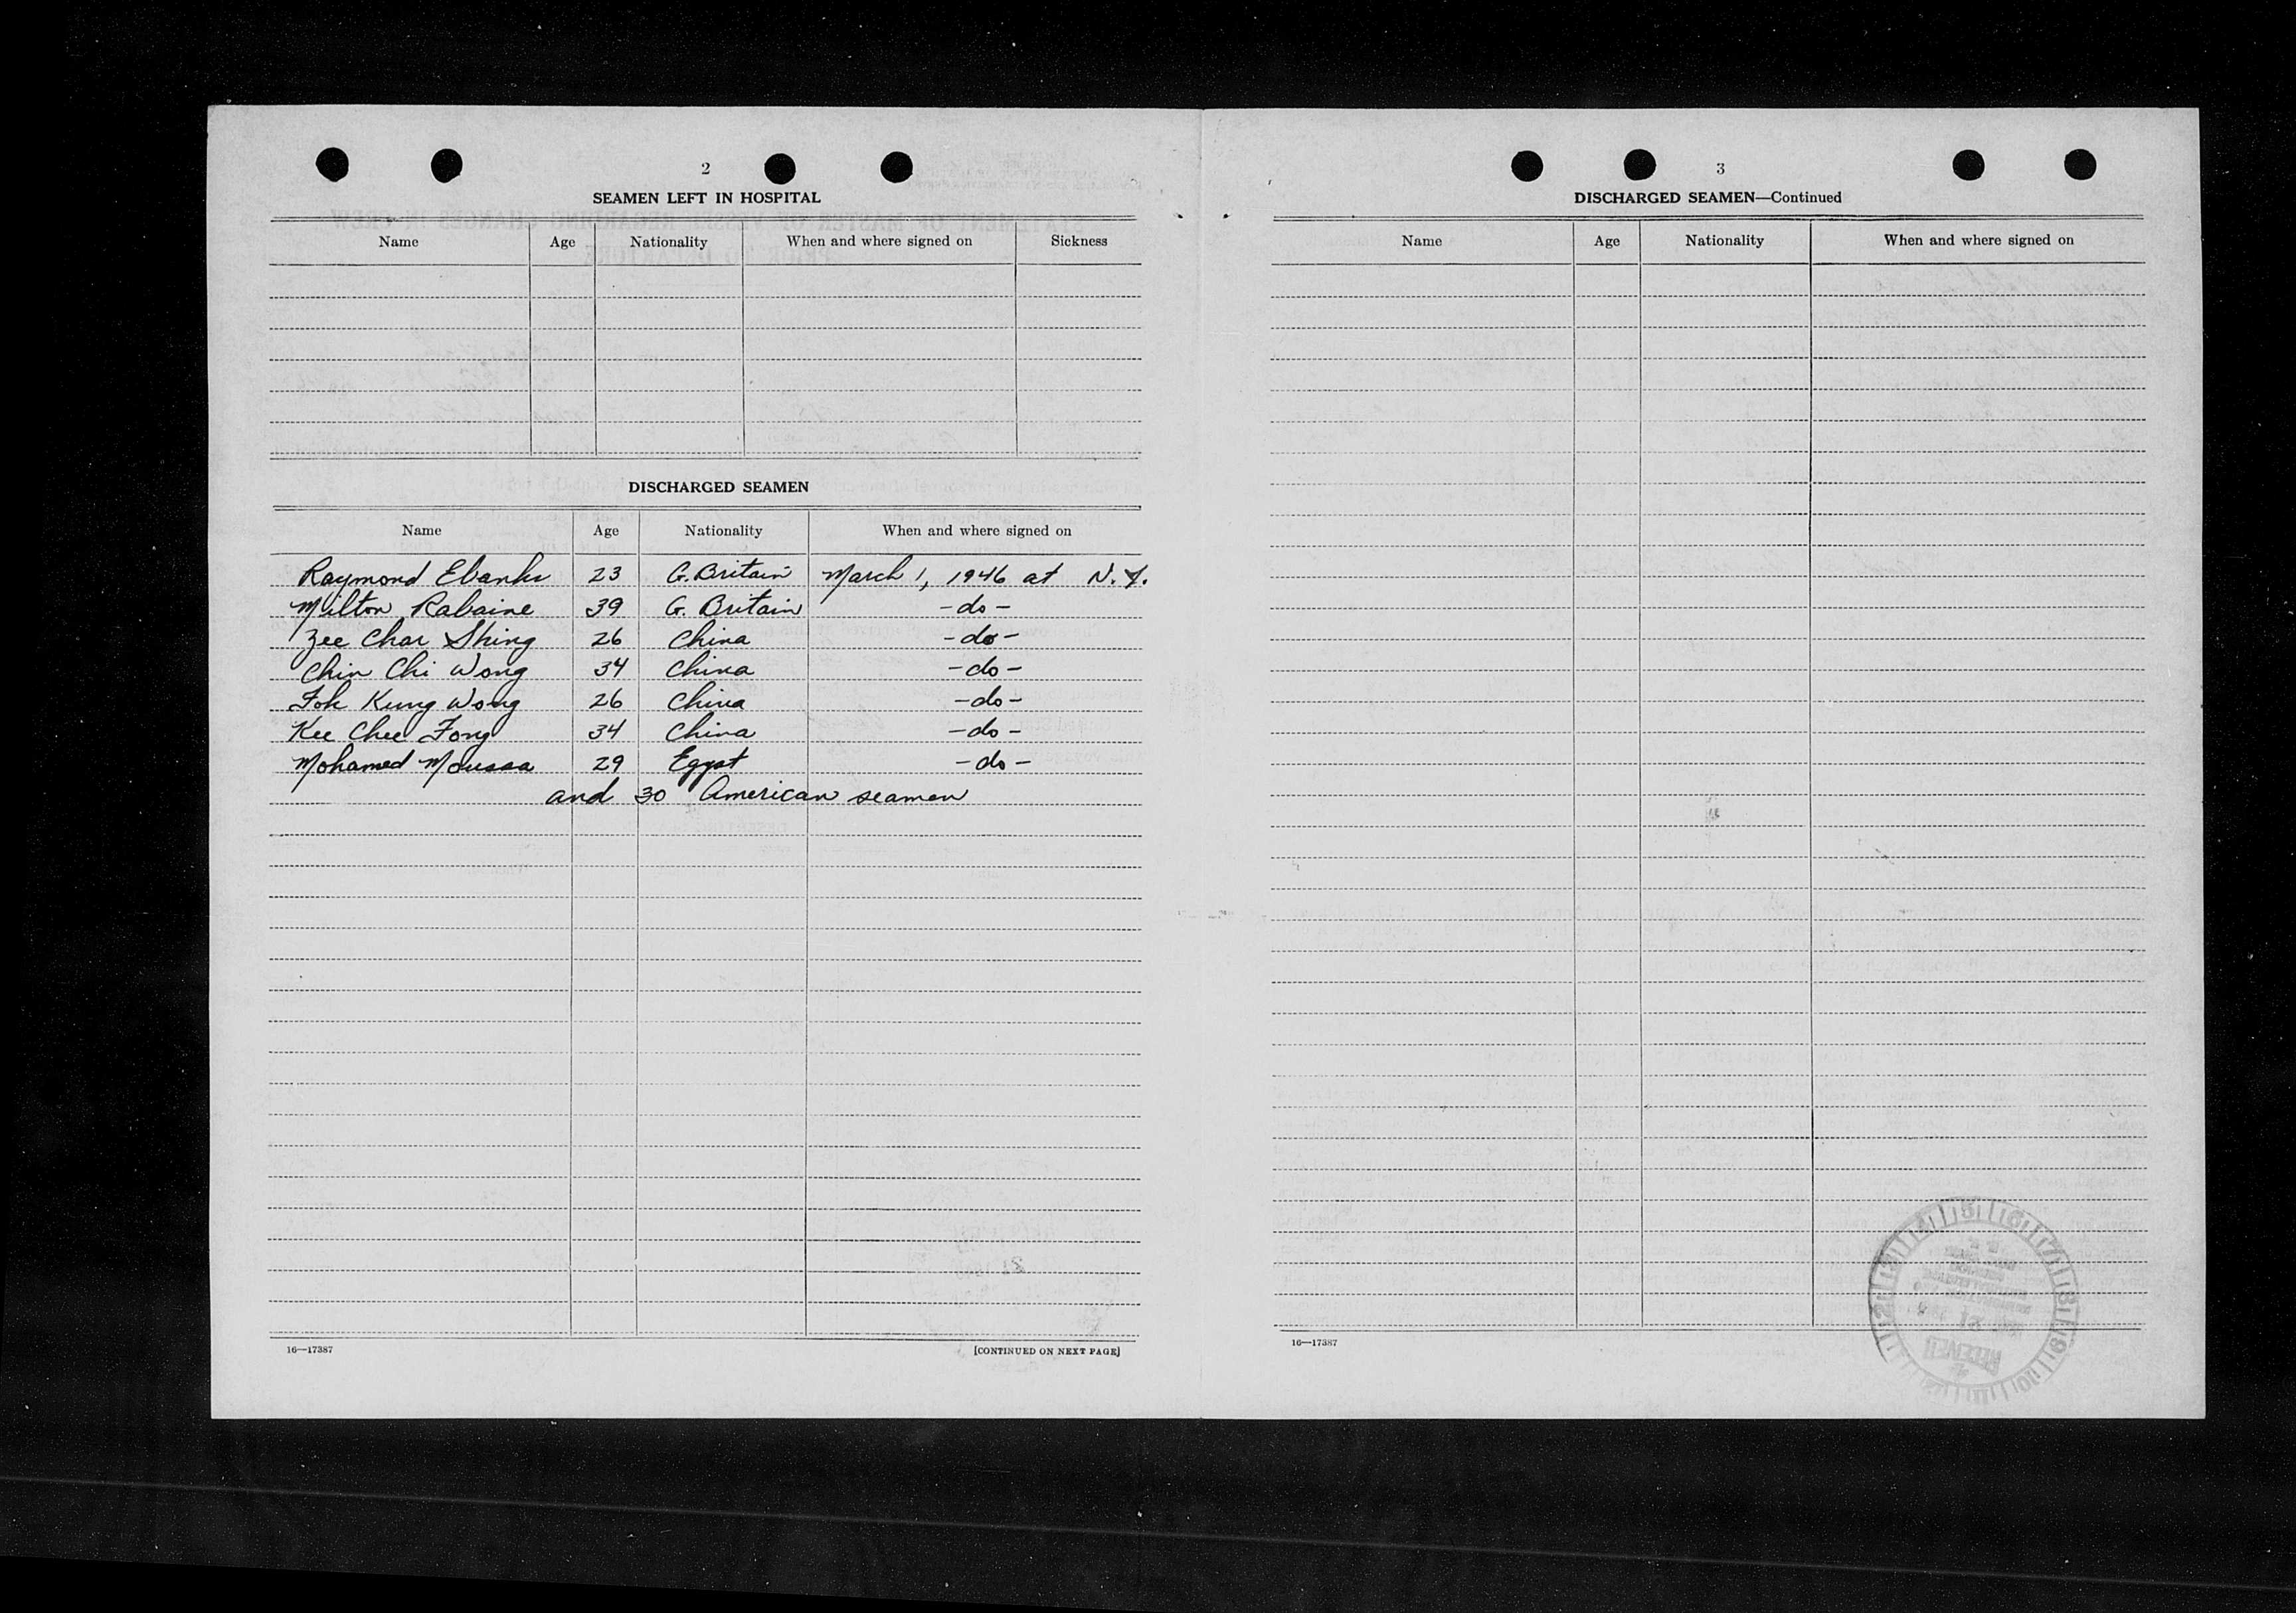 2
SEAMEN LEFT IN HOSPITAL
Name Age Nationality When and where signed on Sickness
DISCHARGED SEAMEN
Name Age Nationality When and where signed on
Raymond Ebanks 23 G. Britain March 1, 1946 at N.Y.
Milton Rabaine 39 G. Britain -do-
Zee Char Shing 26 China -do-
Chin Chi Wong 34 China -do-
Foh Kung Wong 26 China -do-
Kee Chee Fong 34 China -do-
Mohamed Moussa 29 Egypt -do-
and 30 American seamen
16—17387 [CONTINUED ON NEXT PAGE]
3
DISCHARGED SEAMEN—Continued
Name Age Nationality When and where signed on
16—17387
RECEIVED